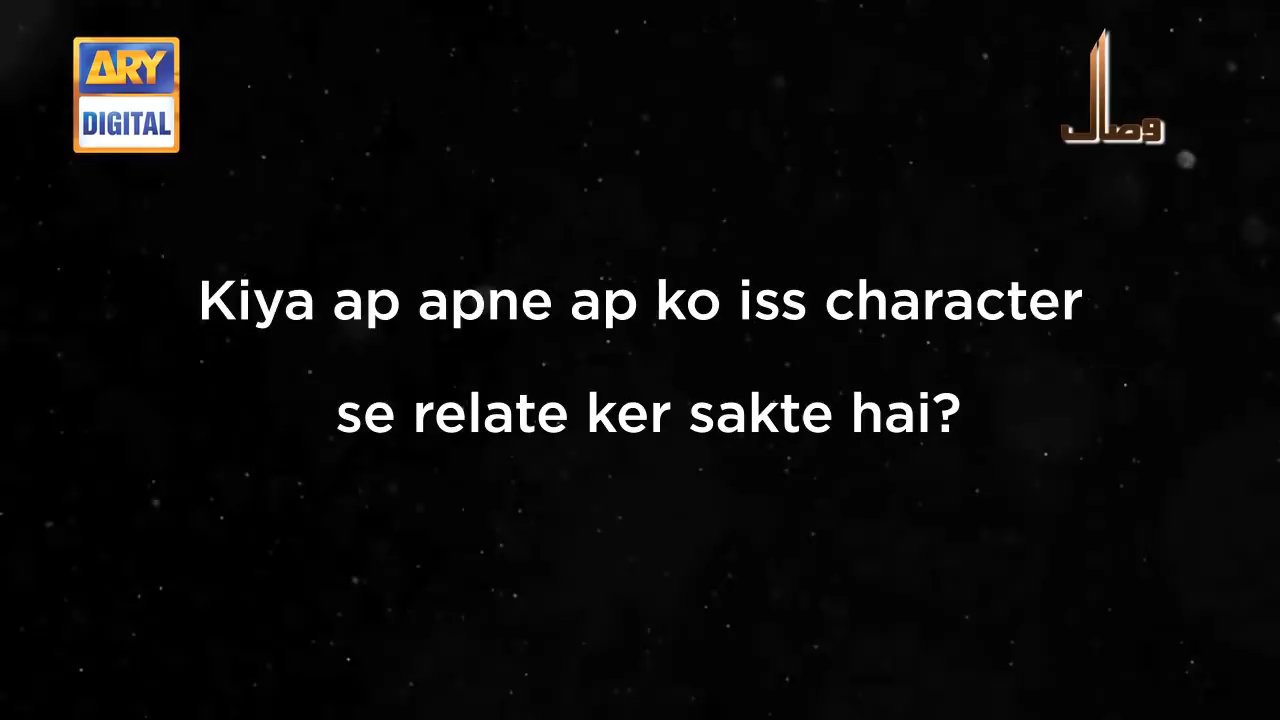 ARY
DIGITAL
وصال
Kiya ap apne ap ko iss character
se relate ker sakte hai?